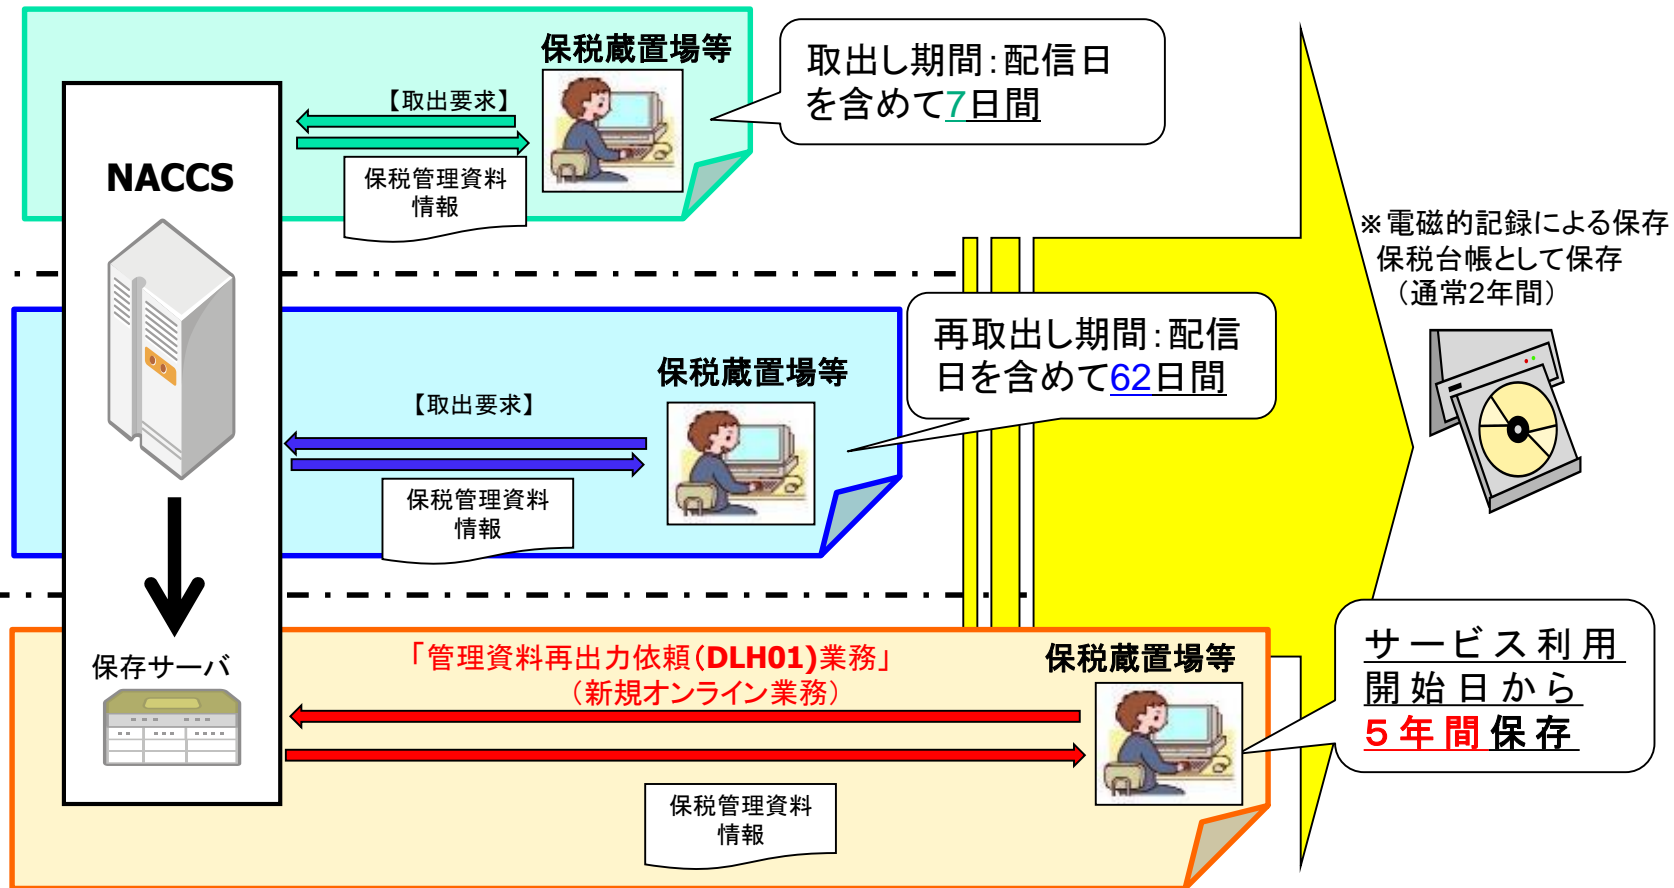 保税蔵置場等
取出し期間：配信日
を含めて7日間
【取出要求】
NACCS
保税管理資料
情報
※電磁的記録による保存
保税台帳として保存
（通常2年間）
再取出し期間：配信
日を含めて62日間
保税蔵置場等
【取出要求】
保税管理資料
情報
「管理資料再出力依頼（DLH01)業務」
（新規オンライン業務）
保税蔵置場等
サービス利用
開始日から
５年間保存
保存サーバ
保税管理資料
情報